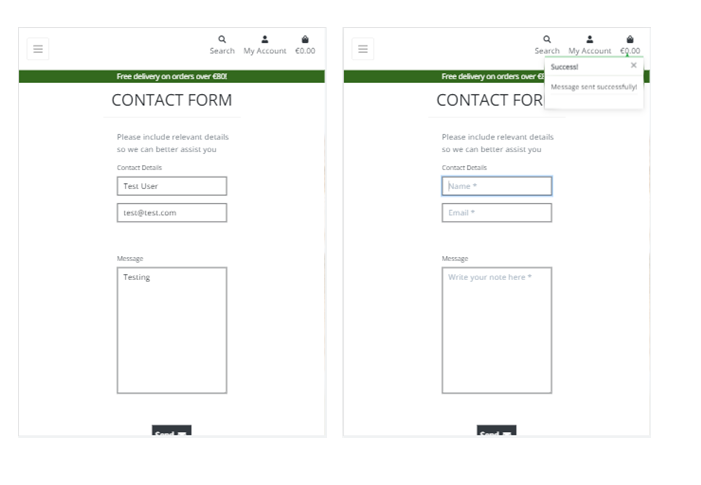 Search My Account €0.00
Free delivery on orders over €80!
CONTACT FORM
Please include relevant details
so we can better assist you
Contact Details
Test User
test@test.com
Message
Testing
Send
Search My Account €0.00
Success!
Message sent successfully!
Free delivery on orders over
CONTACT FOR
Please include relevant details
so we can better assist you
Contact Details
Name *
Email *
Message
Write your note here *
Send